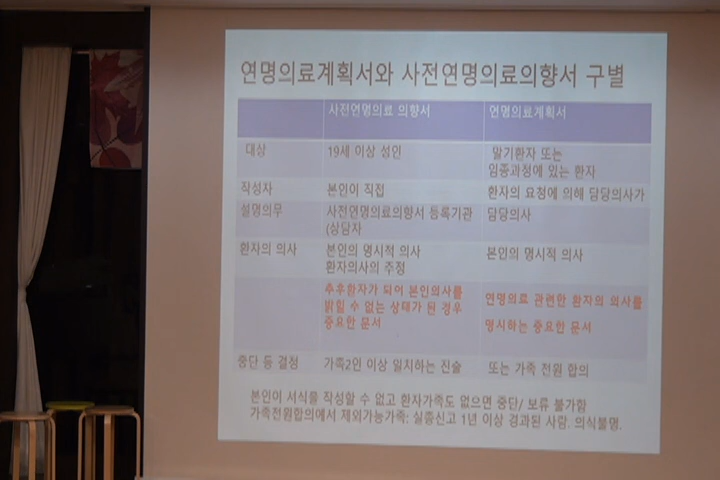 연명의료계획서와 사전연명의료의향서 구별
사전연명의료 의향서 연명의료계획서
대상 19세 이상 성인 말기환자 또는
임종과정에 있는 환자
작성자 본인이 직접 환자의 요청에 의해 담당의사가
설명의무 사전연명의료의향서 등록기관 담당의사
(상담자
환자의 의사 본인의 명시적 의사 본인의 명시적 의사
환자의사의 추정
추후환자가 되어 본인의사를
밝힐 수 없는 상태가 된 경우
중요한 문서
연명의료 관련한 환자의 의사를
명시하는 중요한 문서
중단 등 결정 가족2인 이상 일치하는 진술 또는 가족 전원 합의
본인이 서식을 작성할 수 없고 환자가족도 없으면 중단/ 보류 불가함
가족전원합의에서 제외가능가족: 실종신고 1년 이상 경과된 사람. 의식불명.